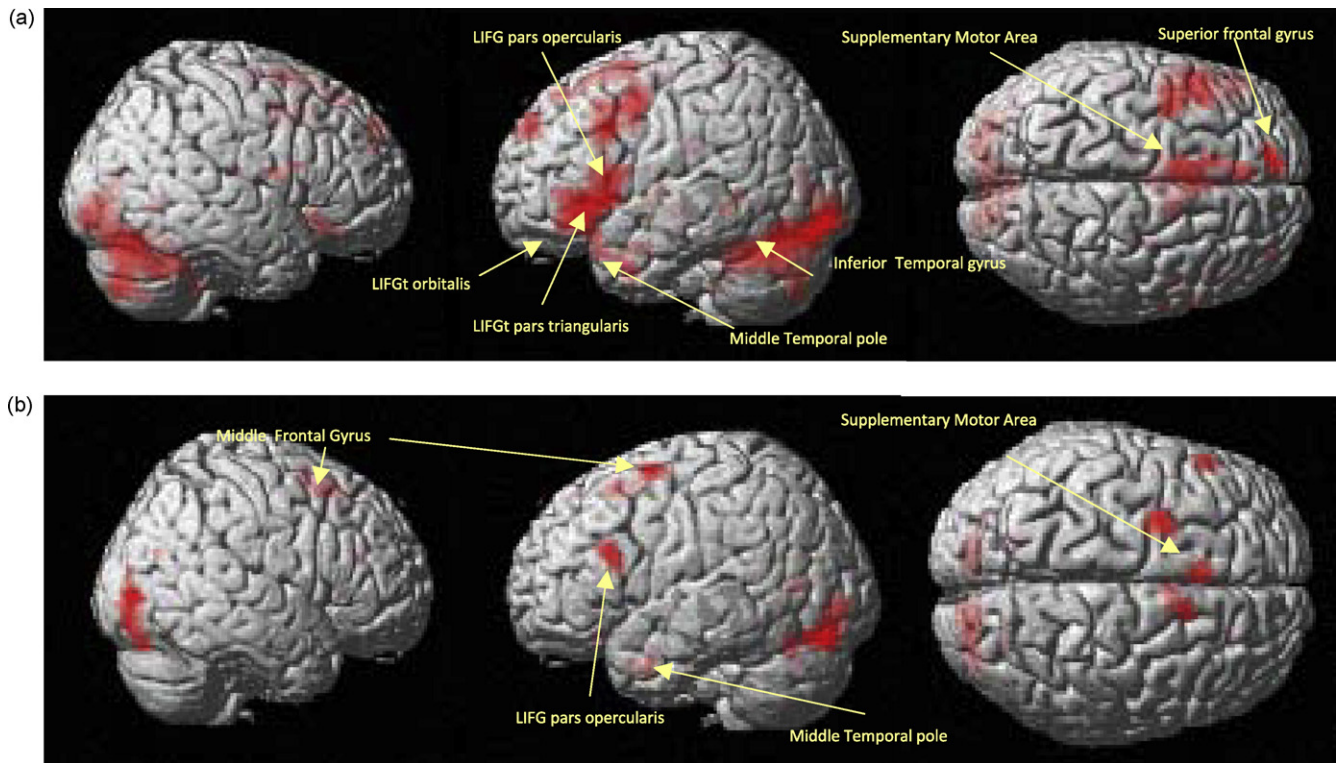 (a)
LIFG pars opercularis
Supplementary Motor Area
Superior frontal gyrus
LIFGt orbitalis
Inferior Temporal gyrus
LIFGt pars triangularis
Middle Temporal pole
(b)
Middle Frontal Gyrus
Supplementary Motor Area
LIFG pars opercularis
Middle Temporal pole